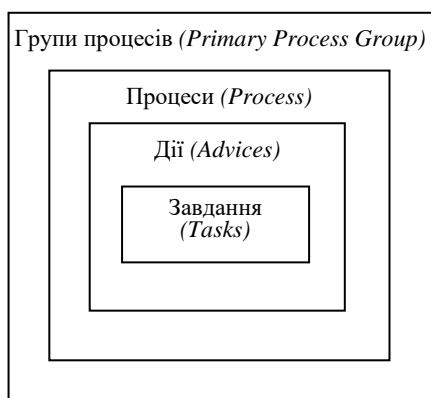 Групи процесів (Primary Process Group)
Процеси (Process)
Дії (Advices)
Завдання
(Tasks)